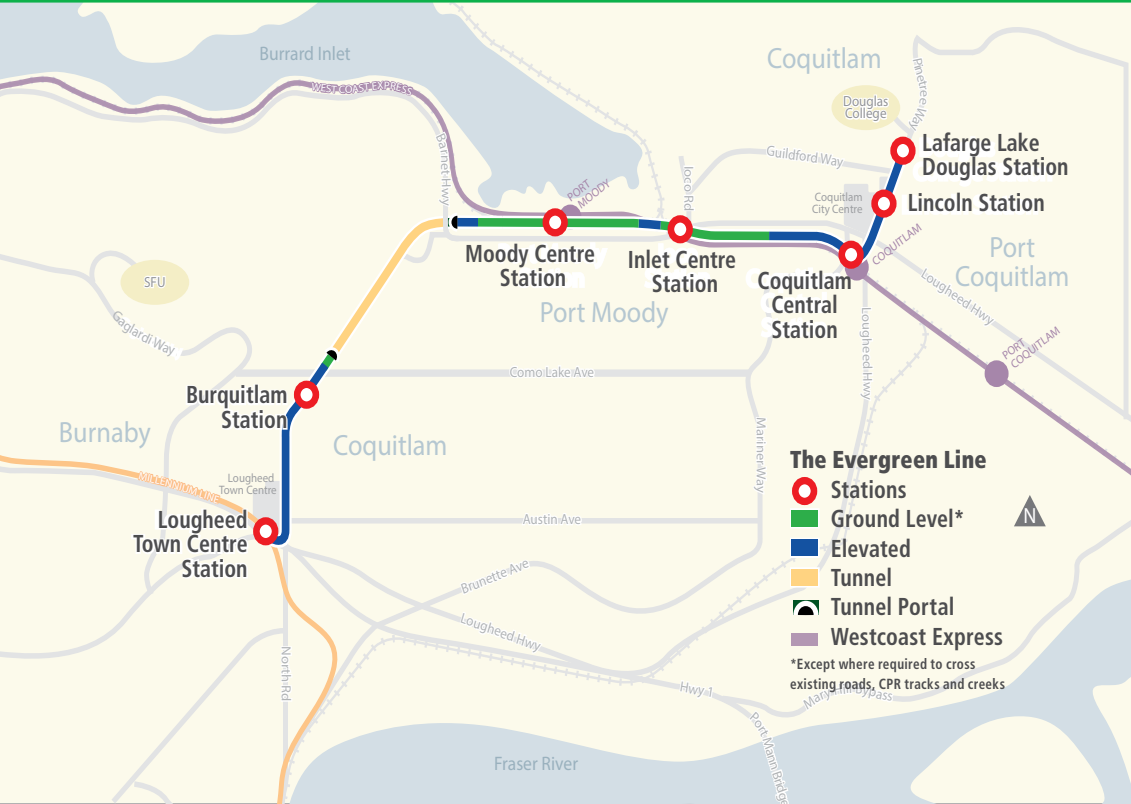 Burrard Inlet
Coquitlam
WEST COAST EXPRESS
Pinetree Way
Douglas
College
Barnet Hwy
Lafarge Lake
Douglas Station
Guildford Way
Ioco Rd
PORT
MOODY
Coquitlam
City Centre
Lincoln Station
COQUITLAM
Moody Centre
Station
Inlet Centre
Station
Port
Coquitlam
Coquitlam
Central
Station
SFU
Port Moody
Lougheed Hwy
Gaglardi Way
Lougheed Hwy
PORT
COQUITLAM
Como Lake Ave
Burquitlam
Station
Burnaby
Coquitlam
Mariner Way
MILLENNIUM LINE
Lougheed
Town Centre
Lougheed
Town Centre
Station
Austin Ave
The Evergreen Line
Stations
N
Ground Level*
Elevated
Tunnel
Tunnel Portal
Westcoast Express
*Except where required to cross
existing roads, CPR tracks and creeks
Brunette Ave
Lougheed Hwy
North Rd
Hwy 1
Mary Hill Bypass
Port Mann Bridge
Fraser River